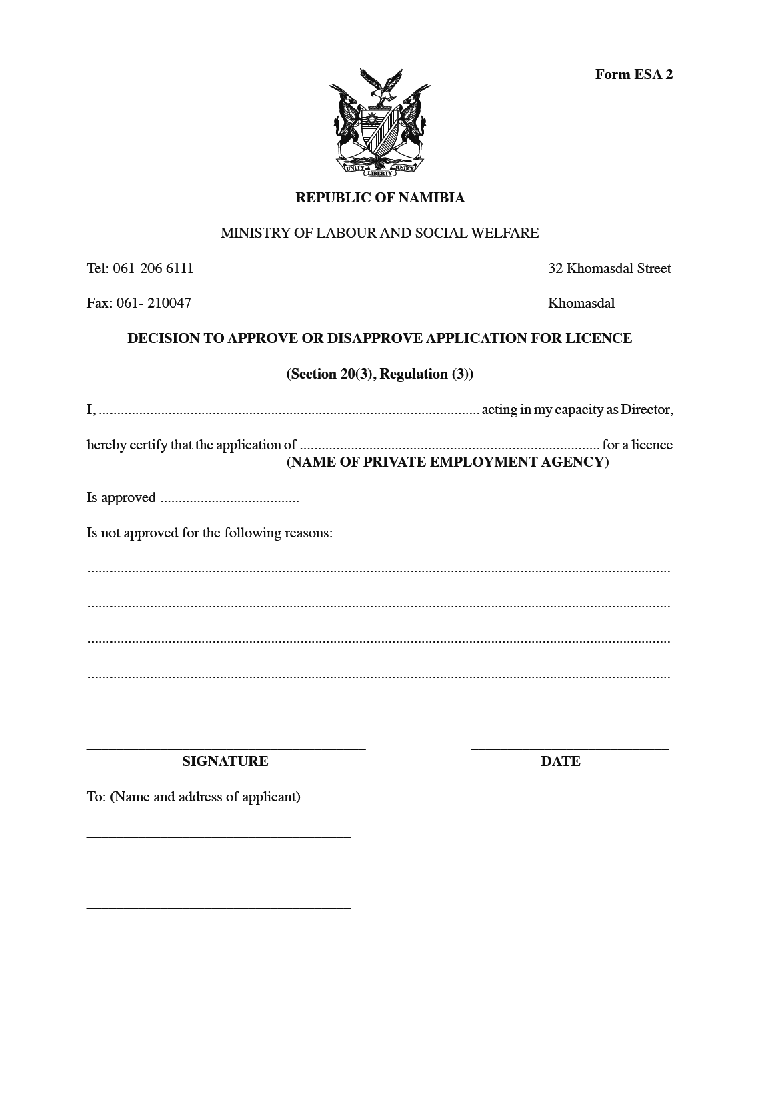 Form ESA 2
UNITY LIBERTY JUSTICE
REPUBLIC OF NAMIBIA
MINISTRY OF LABOUR AND SOCIAL WELFARE
Tel: 061 206 6111 32 Khomasdal Street
Fax: 061- 210047 Khomasdal
DECISION TO APPROVE OR DISAPPROVE APPLICATION FOR LICENCE
(Section 20(3), Regulation (3))
I, ........................................................................................................ acting in my capacity as Director,
hereby certify that the application of .................................................................................. for a licence
(NAME OF PRIVATE EMPLOYMENT AGENCY)
Is approved ......................................
Is not approved for the following reasons:
................................................................................................................................................................
................................................................................................................................................................
................................................................................................................................................................
................................................................................................................................................................
SIGNATURE DATE
To: (Name and address of applicant)